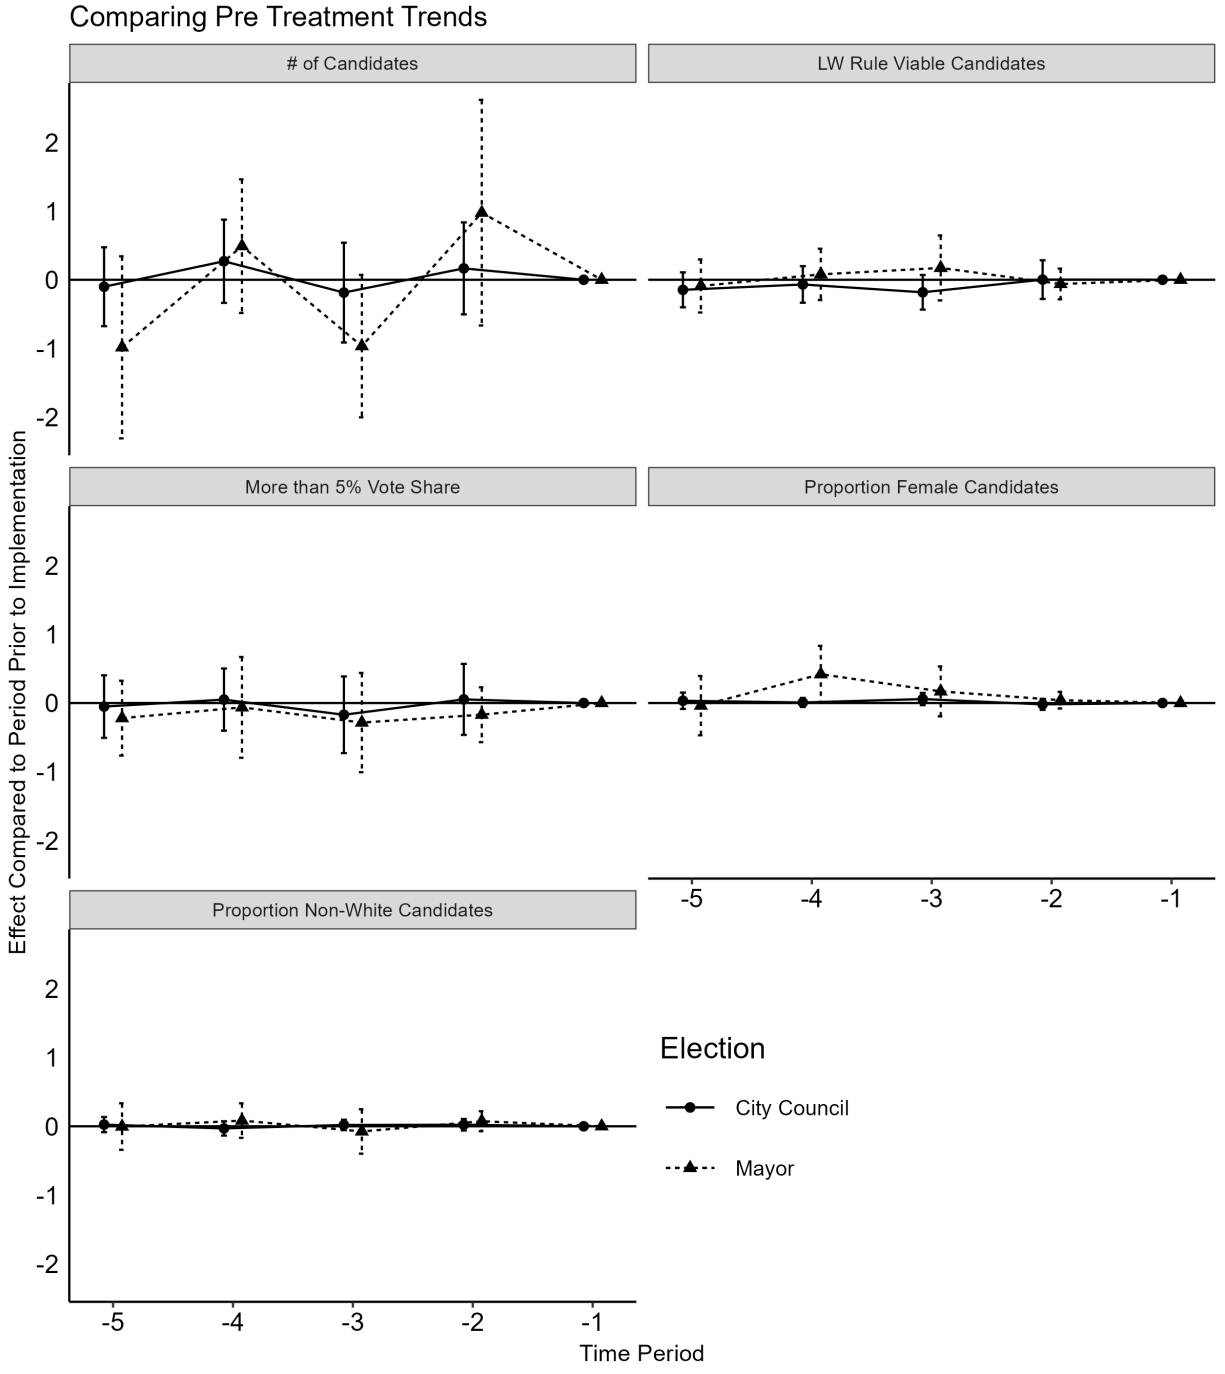 Comparing Pre Treatment Trends
# of Candidates
LW Rule Viable Candidates
2
1
0
-1
-2
More than 5% Vote Share
Proportion Female Candidates
2
1
0
-1
-2
-5 -4 -3 -2 -1
Proportion Non-White Candidates
2
1
0
-1
-2
-5 -4 -3 -2 -1
Time Period
Effect Compared to Period Prior to Implementation
Election
City Council
Mayor